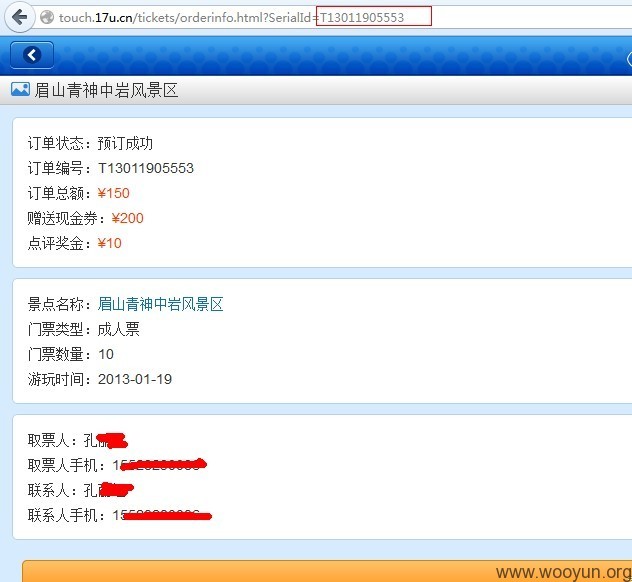 touch.17u.cn/tickets/orderinfo.html?SerialId=T13011905553
眉山青神中岩风景区
订单状态：预订成功
订单编号：T13011905553
订单总额：¥150
赠送现金券：¥200
点评奖金：¥10
景点名称：眉山青神中岩风景区
门票类型：成人票
门票数量：10
游玩时间：2013-01-19
取票人：孔
取票人手机：1
联系人：孔
联系人手机：1
www.wooyun.org